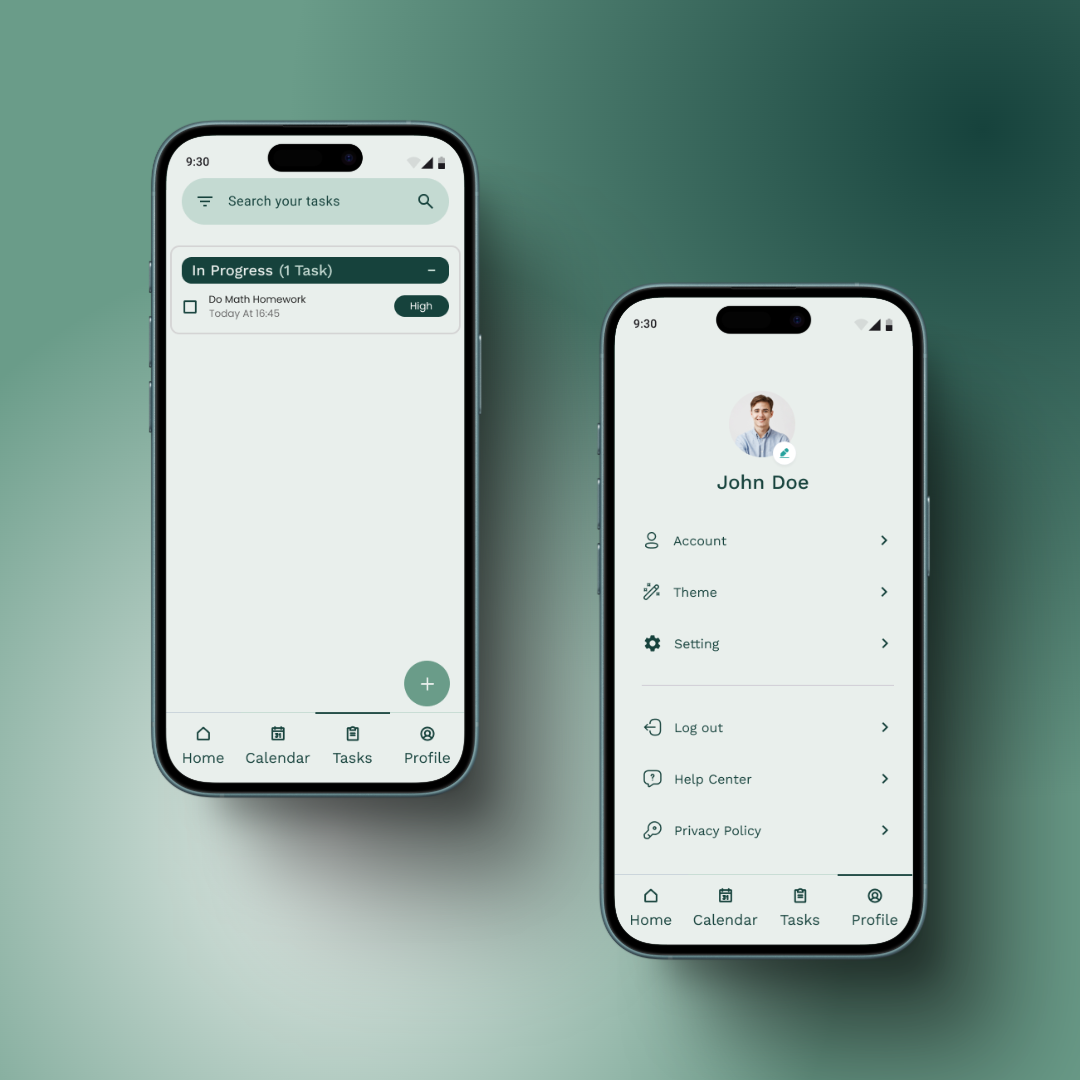 9:30
Search your tasks
In Progress (1 Task)
Do Math Homework
Today At 16:45
High
Home Calendar Tasks Profile
9:30
John Doe
Account
Theme
Setting
Log out
Help Center
Privacy Policy
Home Calendar Tasks Profile